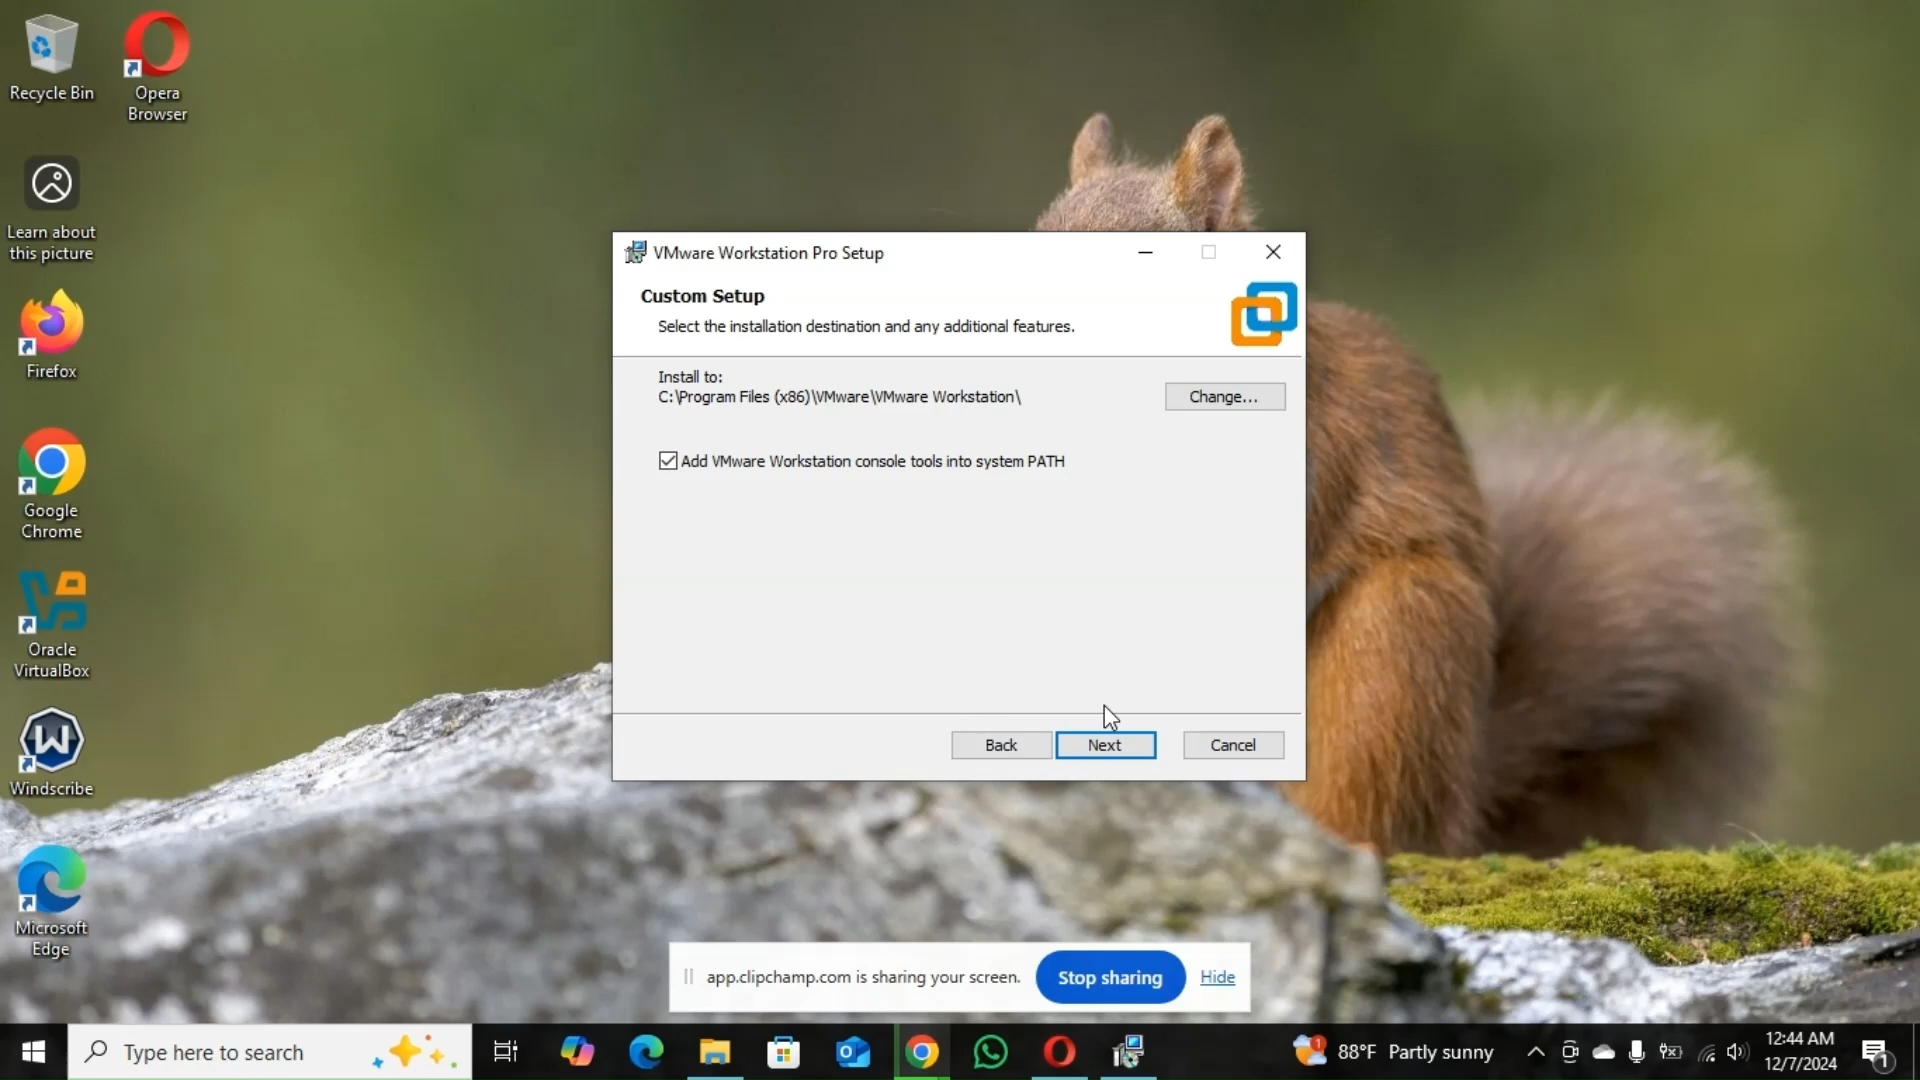 Recycle Bin
Opera
Browser
Learn about
this picture
Firefox
Google
Chrome
Oracle
VirtualBox
Windscribe
Microsoft
Edge
VMware Workstation Pro Setup
Custom Setup
Select the installation destination and any additional features.
Install to:
C:\Program Files (x86)\VMware\VMware Workstation\
Change...
Add VMware Workstation console tools into system PATH
Back
Next
Cancel
app.clipchamp.com is sharing your screen.
Stop sharing
Hide
Type here to search
1
88°F Partly sunny
12:44 AM
12/7/2024
1